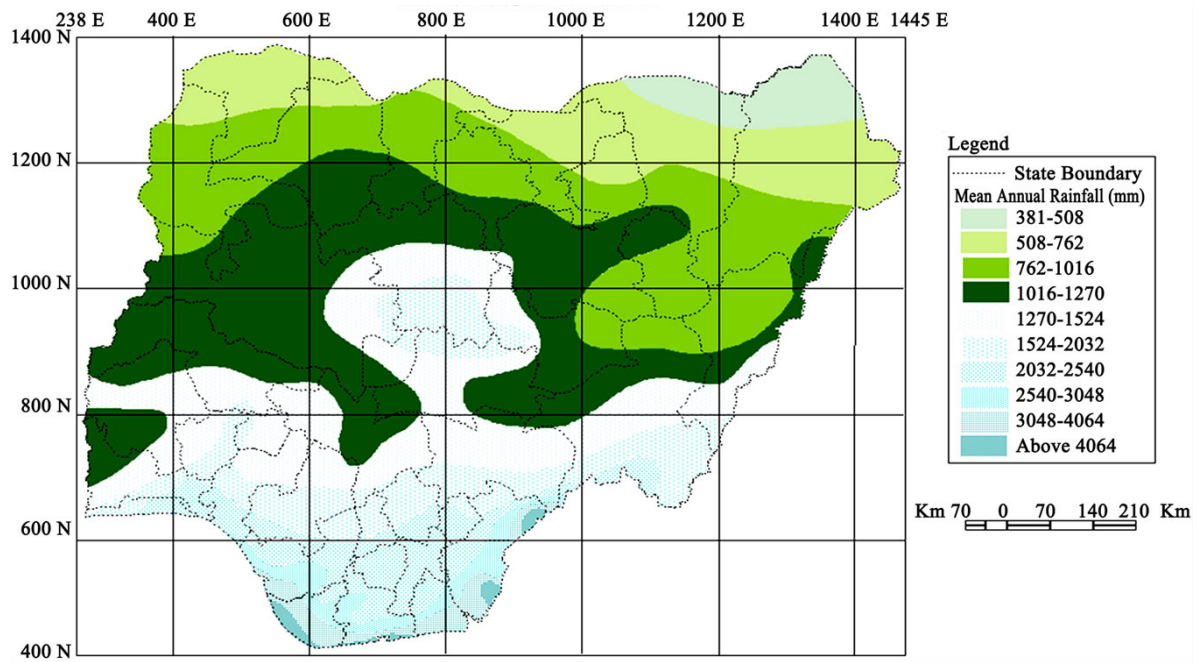 238 E 400 E 600 E 800 E 1000 E 1200 E 1400 E 1445 E
1400 N
1200 N
1000 N
800 N
600 N
400 N
Legend
State Boundary
Mean Annual Rainfall (mm)
381-508
508-762
762-1016
1016-1270
1270-1524
1524-2032
2032-2540
2540-3048
3048-4064
Above 4064
Km 70 0 70 140 210 Km